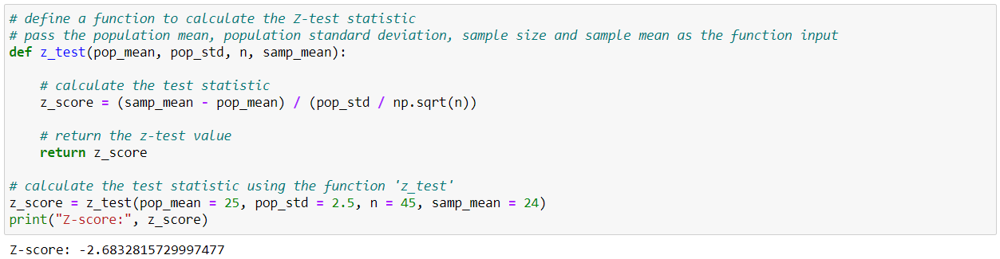 # define a function to calculate the Z-test statistic
# pass the population mean, population standard deviation, sample size and sample mean as the function input
def z_test(pop_mean, pop_std, n, samp_mean):
# calculate the test statistic
z_score = (samp_mean - pop_mean) / (pop_std / np.sqrt(n))
# return the z-test value
return z_score
# calculate the test statistic using the function 'z_test'
z_score = z_test(pop_mean = 25, pop_std = 2.5, n = 45, samp_mean = 24)
print("Z-score:", z_score)
Z-score: -2.6832815729997477